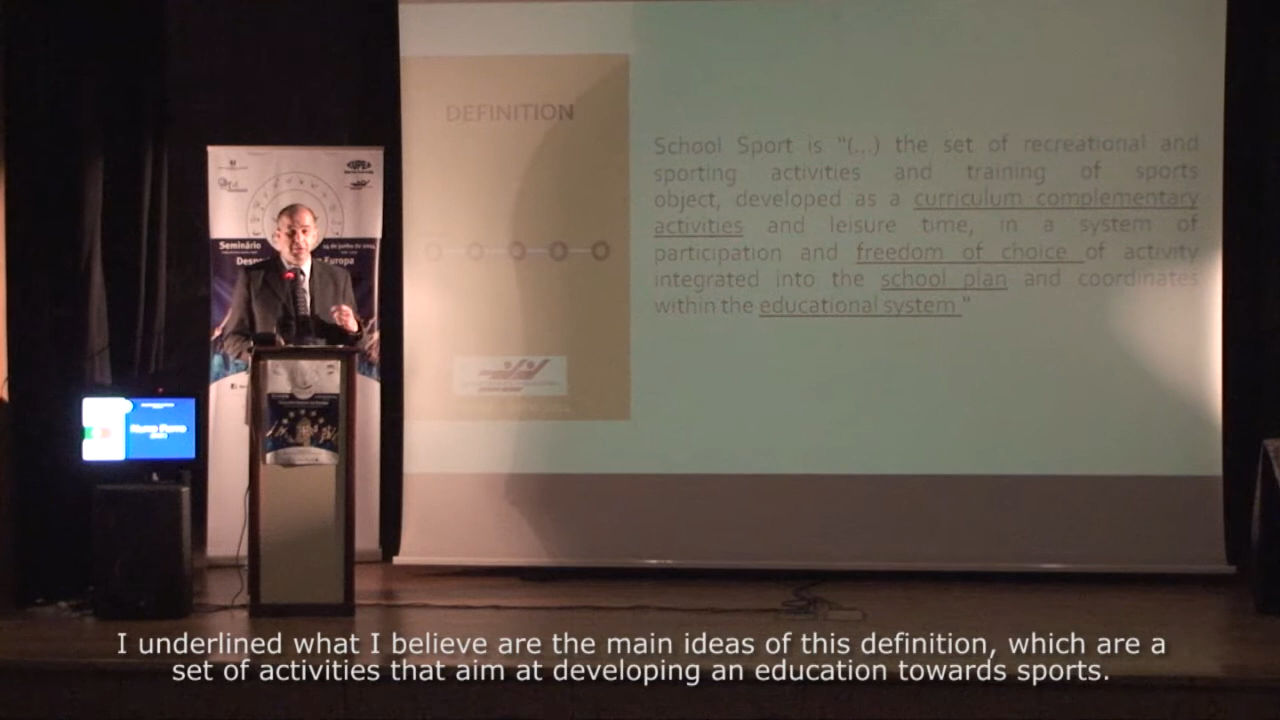 DEFINITION
School Sport is "(...) the set of recreational and
sporting activities and training of sports
object, developed as a curriculum complementary
activities and leisure time, in a system of
participation and freedom of choice of activity
integrated into the school plan and coordinates
within the educational system "
Seminário
Europa
I underlined what I believe are the main ideas of this definition, which are a
set of activities that aim at developing an education towards sports.